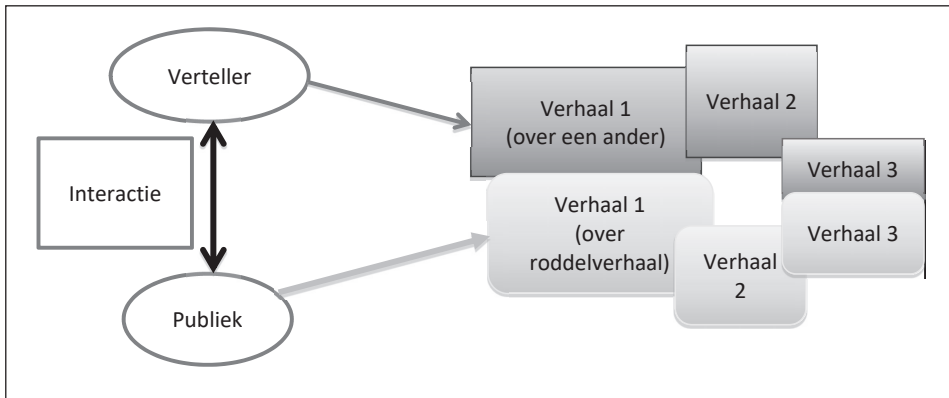 Verteller
Interactie
Publiek
Verhaal 1
(over een ander)
Verhaal 2
Verhaal 3
Verhaal 1
(over
roddelverhaal)
Verhaal
2
Verhaal 3